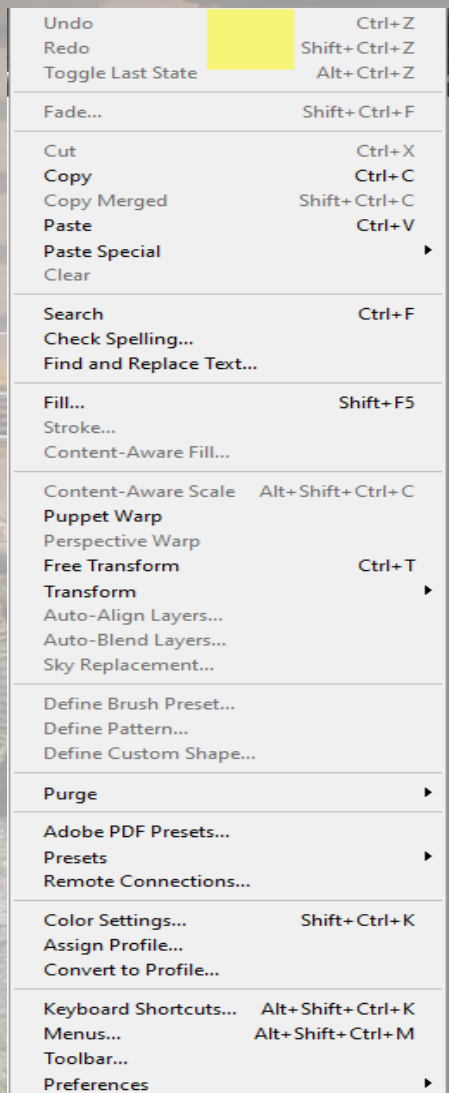 Undo Ctrl+Z
Redo Shift+Ctrl+Z
Toggle Last State Alt+Ctrl+Z
Fade... Shift+Ctrl+F
Cut Ctrl+X
Copy Ctrl+C
Copy Merged Shift+Ctrl+C
Paste Ctrl+V
Paste Special
Clear
Search Ctrl+F
Check Spelling...
Find and Replace Text...
Fill... Shift+F5
Stroke...
Content-Aware Fill...
Content-Aware Scale Alt+Shift+Ctrl+C
Puppet Warp
Perspective Warp
Free Transform Ctrl+T
Transform
Auto-Align Layers...
Auto-Blend Layers...
Sky Replacement...
Define Brush Preset...
Define Pattern...
Define Custom Shape...
Purge
Adobe PDF Presets...
Presets
Remote Connections...
Color Settings... Shift+Ctrl+K
Assign Profile...
Convert to Profile...
Keyboard Shortcuts... Alt+Shift+Ctrl+K
Menus... Alt+Shift+Ctrl+M
Toolbar...
Preferences